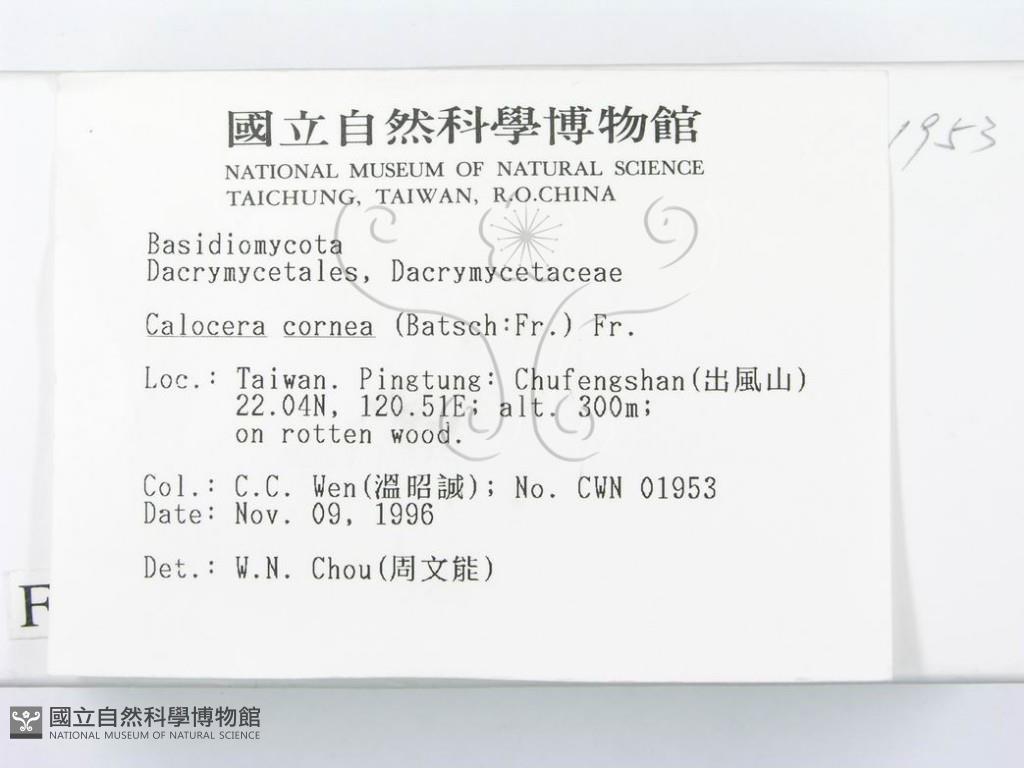 國立自然科學博物館
NATIONAL MUSEUM OF NATURAL SCIENCE
TAICHUNG, TAIWAN, R.O.CHINA
1953
Basidiomycota
Dacrymycetales, Dacrymycetaceae
Calocera cornea (Batsch:Fr.) Fr.
Loc.: Taiwan. Pingtung: Chufengshan(出風山)
22.04N, 120.51E; alt. 300m;
on rotten wood.
Col.: C.C. Wen(溫昭誠); No. CWN 01953
Date: Nov. 09, 1996
Det.: W.N. Chou(周文能)
F
國立自然科學博物館
NATIONAL MUSEUM OF NATURAL SCIENCE